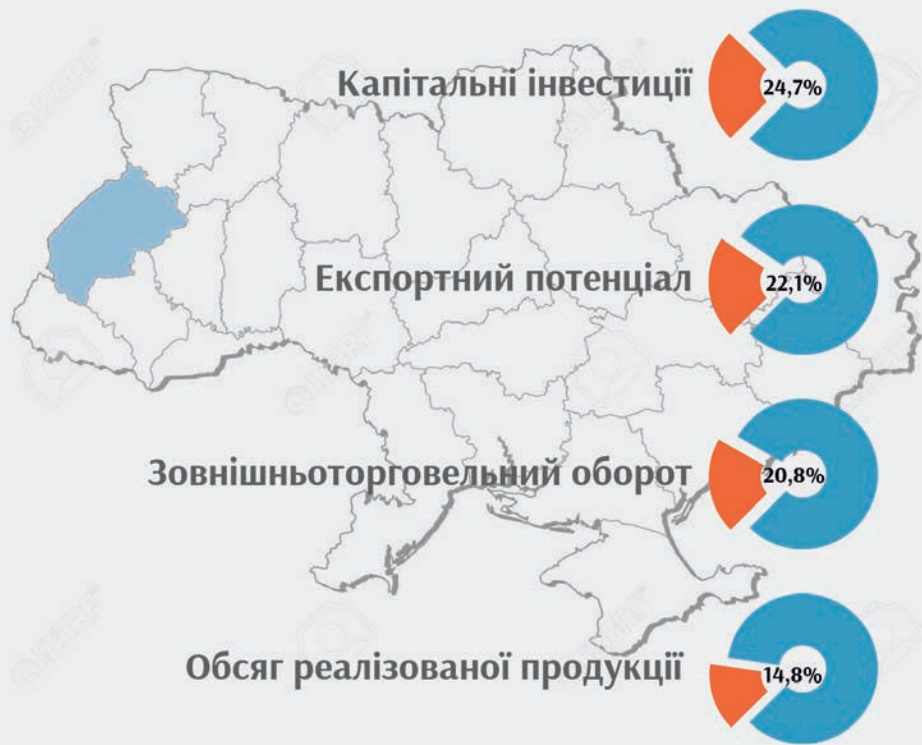 Капітальні інвестиції
24,7%
Експортний потенціал
22,1%
Зовнішньоторговельний оборот
20,8%
Обсяг реалізованої продукції
14,8%